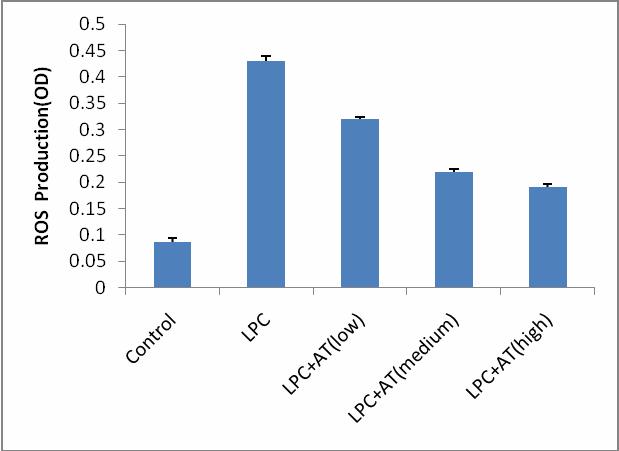 0.5
0.45
0.4
0.35
0.3
0.25
0.2
0.15
0.1
0.05
0
ROS Production(OD)
Control
LPC
LPC+AT(low)
LPC+AT(medium)
LPC+AT(high)